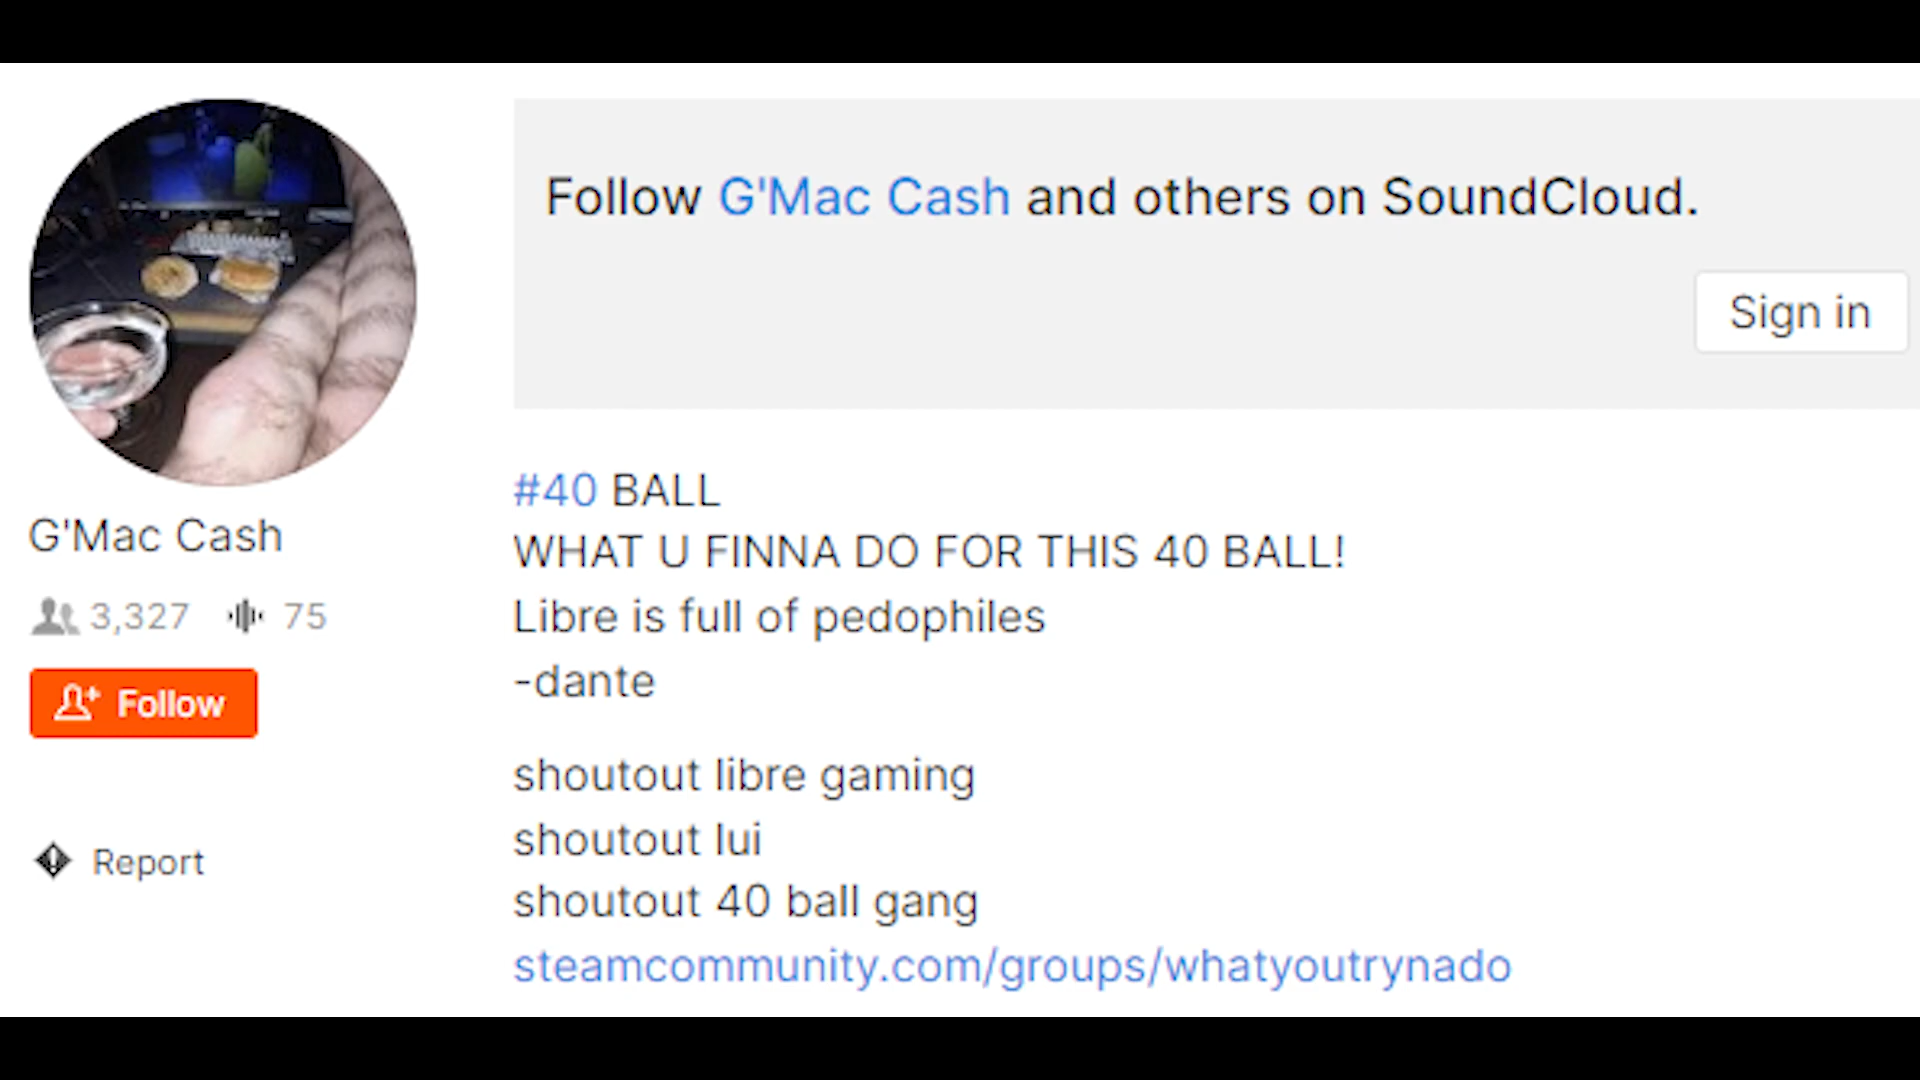 Follow G'Mac Cash and others on SoundCloud.
Sign in
G'Mac Cash
3,327 75
Follow
Report
#40 BALL
WHAT U FINNA DO FOR THIS 40 BALL!
Libre is full of pedophiles
-dante
shoutout libre gaming
shoutout lui
shoutout 40 ball gang
steamcommunity.com/groups/whatyoutrynado